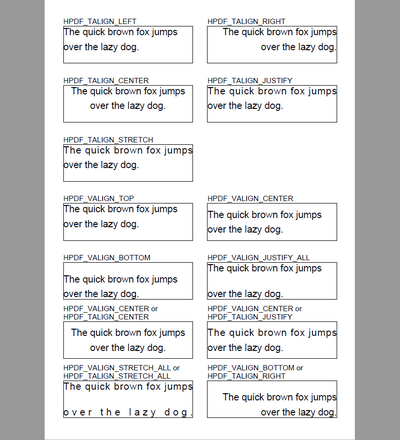 HPDF_TALIGN_LEFT
The quick brown fox jumps
over the lazy dog.
HPDF_TALIGN_RIGHT
The quick brown fox jumps
over the lazy dog.
HPDF_TALIGN_CENTER
The quick brown fox jumps
over the lazy dog.
HPDF_TALIGN_JUSTIFY
The quick brown fox jumps
over the lazy dog.
HPDF_TALIGN_STRETCH
The quick brown fox jumps
over the lazy dog.
HPDF_VALIGN_TOP
The quick brown fox jumps
over the lazy dog.
HPDF_VALIGN_CENTER
The quick brown fox jumps
over the lazy dog.
HPDF_VALIGN_BOTTOM
The quick brown fox jumps
over the lazy dog.
HPDF_VALIGN_JUSTIFY_ALL
The quick brown fox jumps
over the lazy dog.
HPDF_VALIGN_CENTER or
HPDF_TALIGN_CENTER
The quick brown fox jumps
over the lazy dog.
HPDF_VALIGN_CENTER or
HPDF_TALIGN_JUSTIFY
The quick brown fox jumps
over the lazy dog.
HPDF_VALIGN_STRETCH_ALL or
HPDF_TALIGN_STRETCH_ALL
The quick brown fox jumps
over the lazy dog.
HPDF_VALIGN_BOTTOM or
HPDF_TALIGN_RIGHT
The quick brown fox jumps
over the lazy dog.